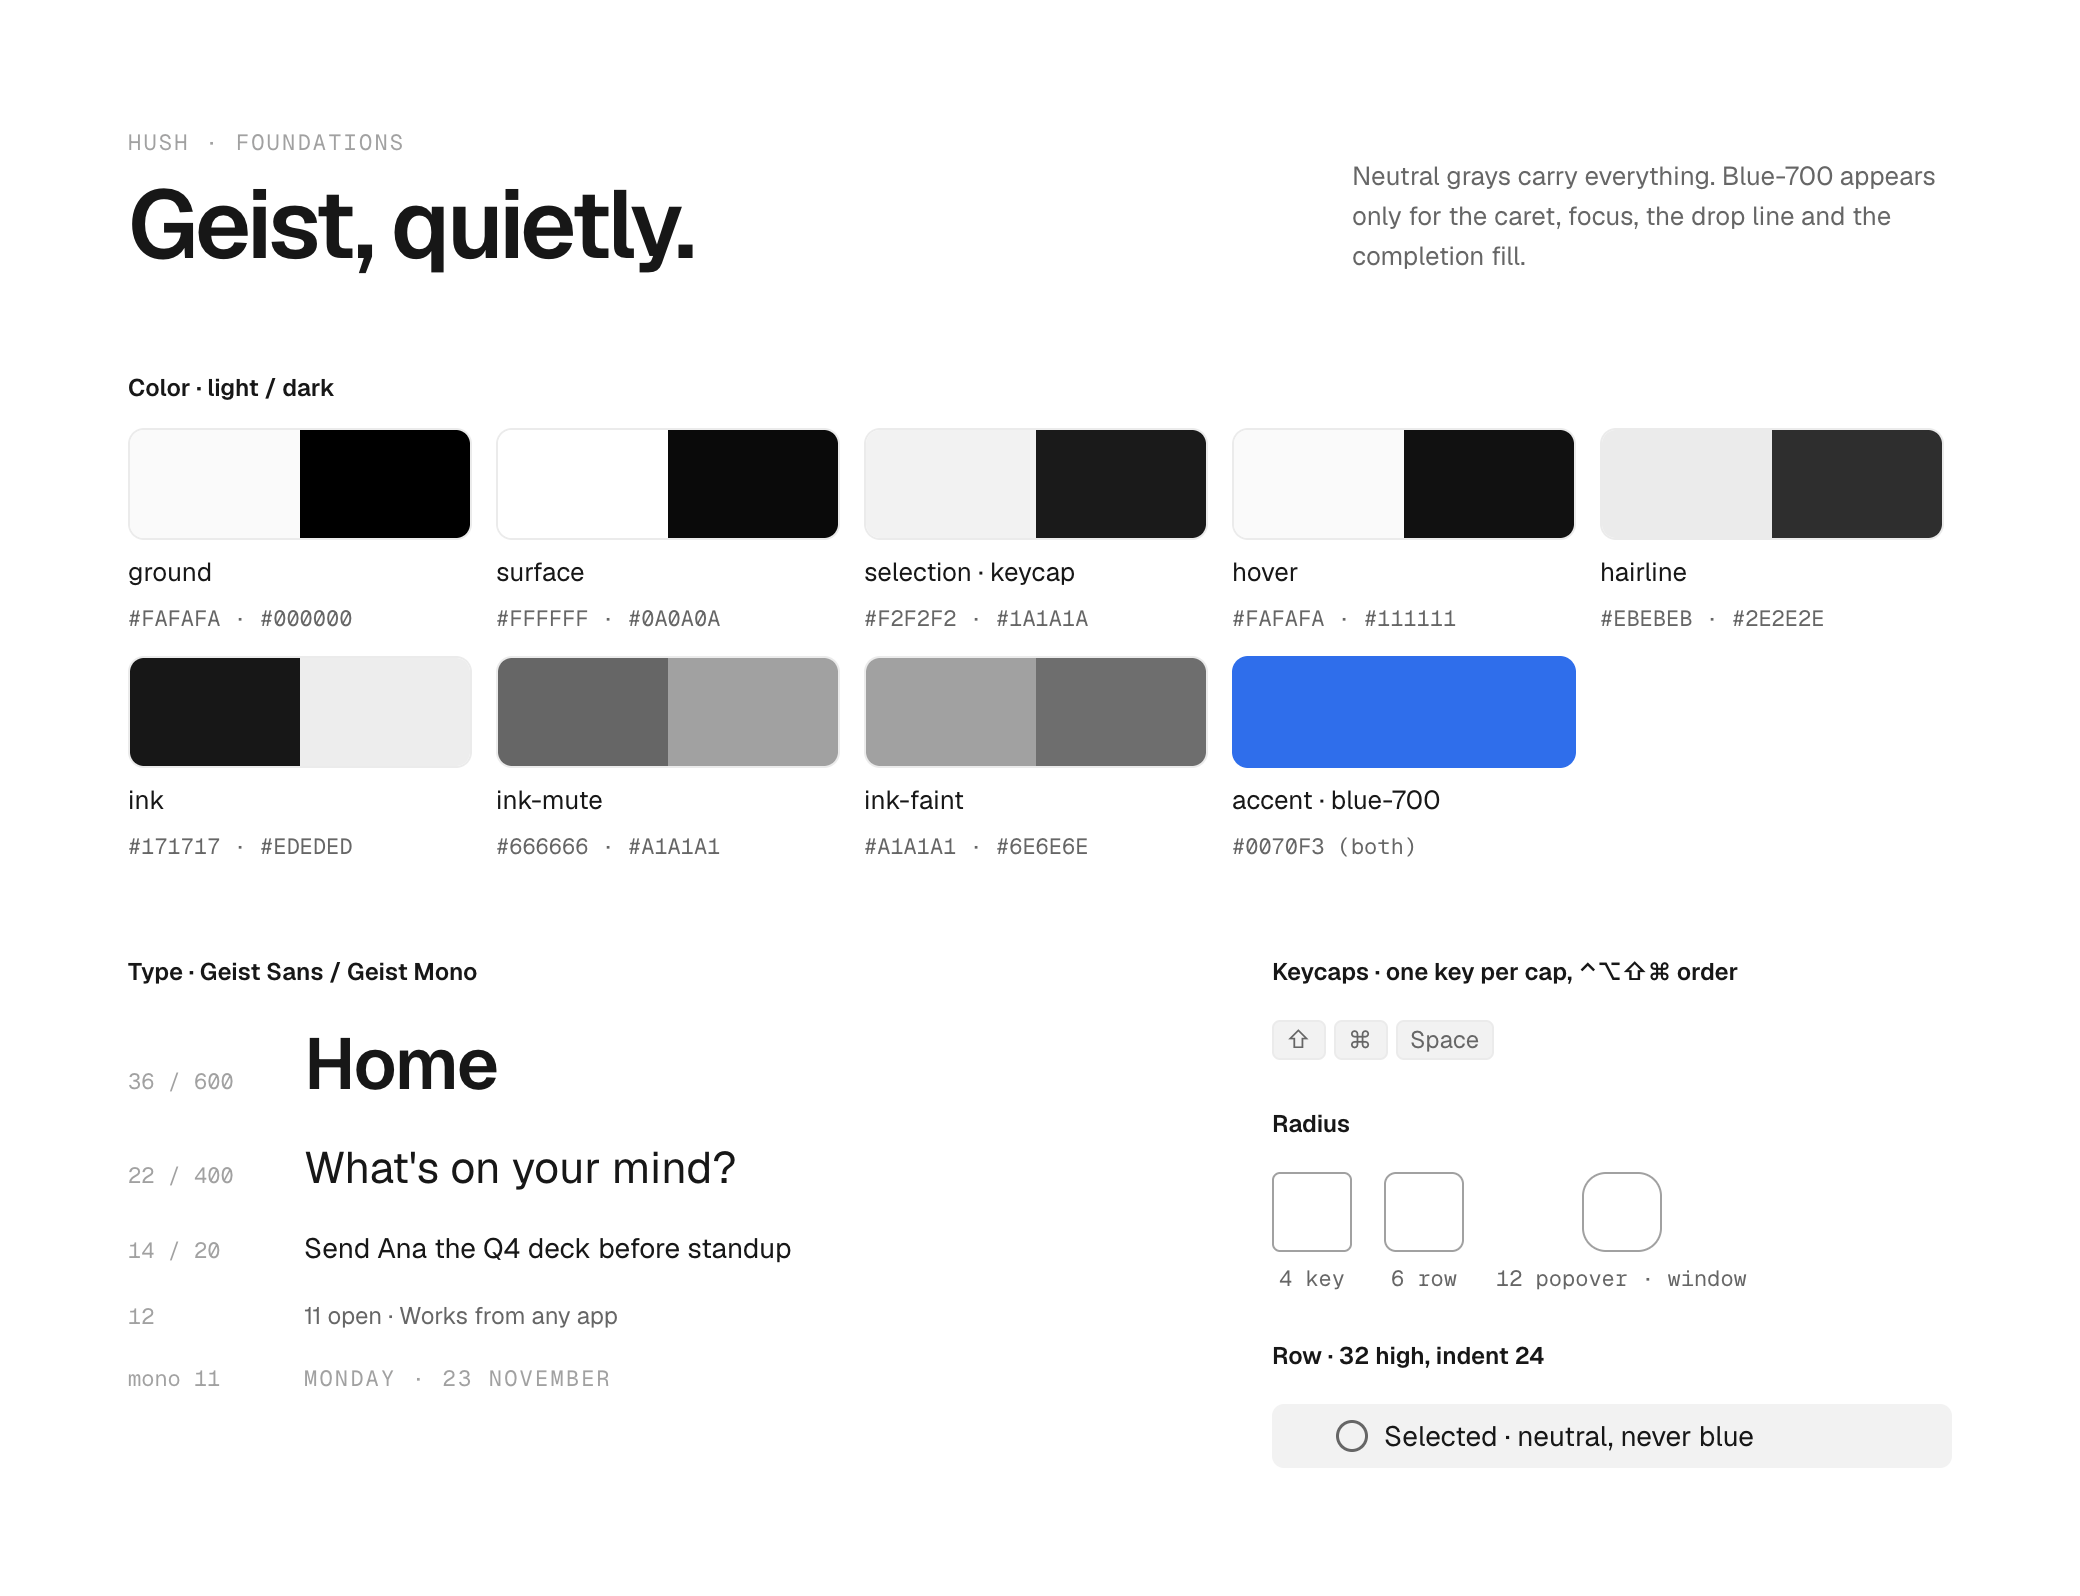 HUSH · FOUNDATIONS
Geist, quietly.
Neutral grays carry everything. Blue-700 appears
only for the caret, focus, the drop line and the
completion fill.
Color · light / dark
ground
#FAFAFA · #000000
surface
#FFFFFF · #0A0A0A
selection · keycap
#F2F2F2 · #1A1A1A
hover
#FAFAFA · #111111
hairline
#EBEBEB · #2E2E2E
ink
#171717 · #EDEDED
ink-mute
#666666 · #A1A1A1
ink-faint
#A1A1A1 · #6E6E6E
accent · blue-700
#0070F3 (both)
Type · Geist Sans / Geist Mono
36 / 600 Home
22 / 400 What's on your mind?
14 / 20 Send Ana the Q4 deck before standup
12 11 open · Works from any app
mono 11 MONDAY · 23 NOVEMBER
Keycaps · one key per cap, ⌃⌥⇧⌘ order
⇧ ⌘ Space
Radius
4 key 6 row 12 popover · window
Row · 32 high, indent 24
Selected · neutral, never blue